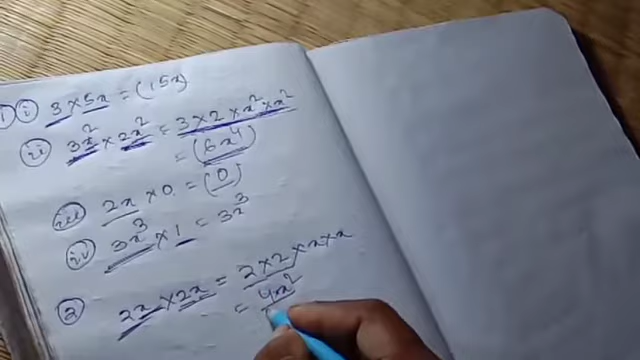 ① ⓘ 3 × 5x = (15x)
ⓘⓘ 3x² × 2x² = 3 × 2 × x² × x²
= (6x⁴)
ⓘⓘⓘ 2x × 0 = (0)
ⓘⓥ 3x³ × 1 = 3x³
② 2x × 2x = 2 × 2 × x × x
= 4x²